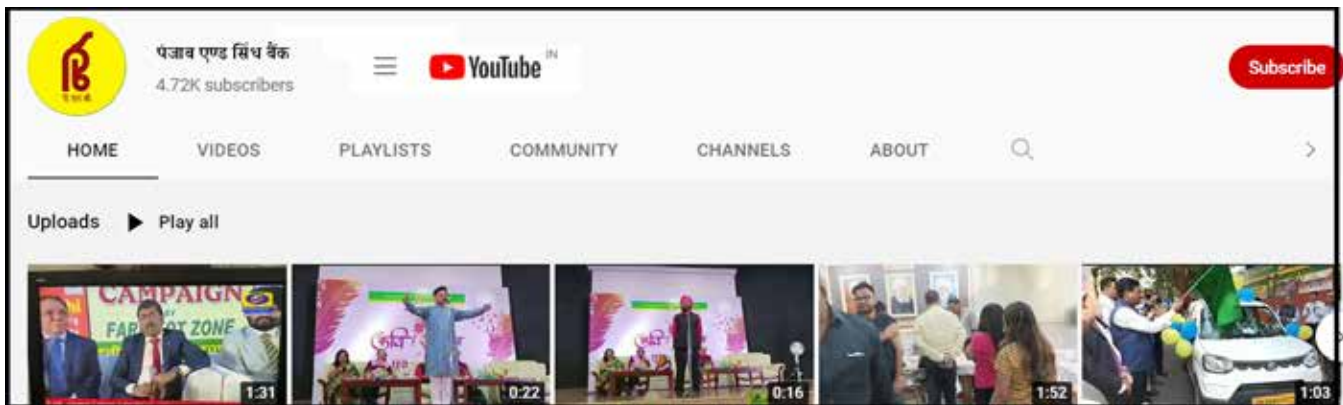 पंजाब एण्ड सिंध बैंक
4.72K subscribers
YouTube IN
Subscribe
HOME VIDEOS PLAYLISTS COMMUNITY CHANNELS ABOUT
Uploads Play all
CAMPAIGN
ZONE
1:31
0:22
0:16
1:52
1:03